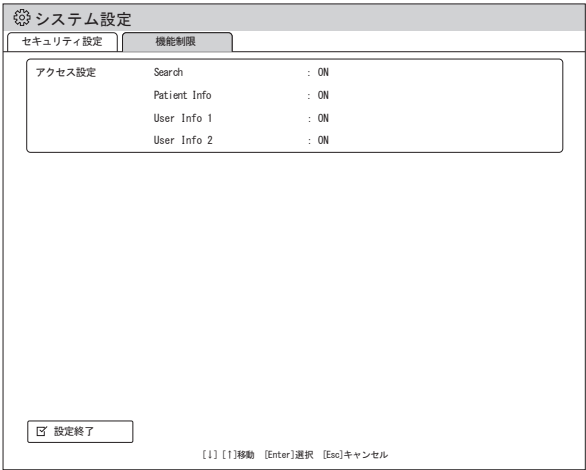 システム設定
セキュリティ設定 機能制限
アクセス設定 Search : ON
Patient Info : ON
User Info 1 : ON
User Info 2 : ON
設定終了
[↓][↑]移動 [Enter]選択 [Esc]キャンセル